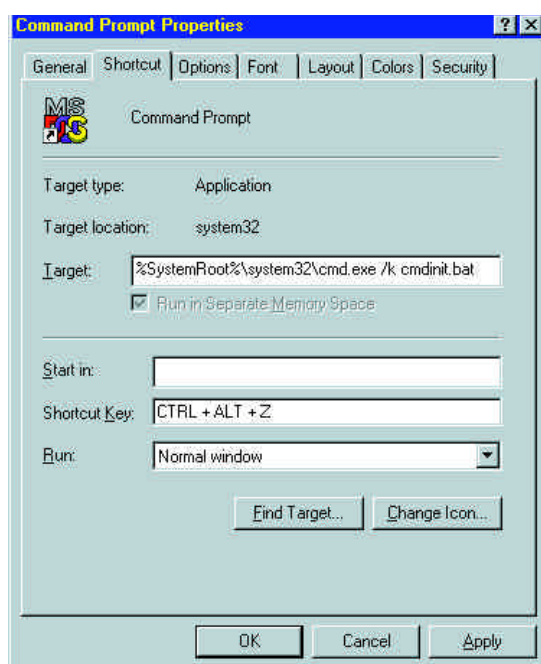 Command Prompt Properties ? ×
General Shortcut Options Font Layout Colors Security
MS
Command Prompt
Target type: Application
Target location: system32
Target: %SystemRoot%\system32\cmd.exe /k cmdinit.bat
Run in Separate Memory Space
Start in:
Shortcut Key: CTRL + ALT + Z
Run: Normal window
Find Target... Change Icon...
OK Cancel Apply